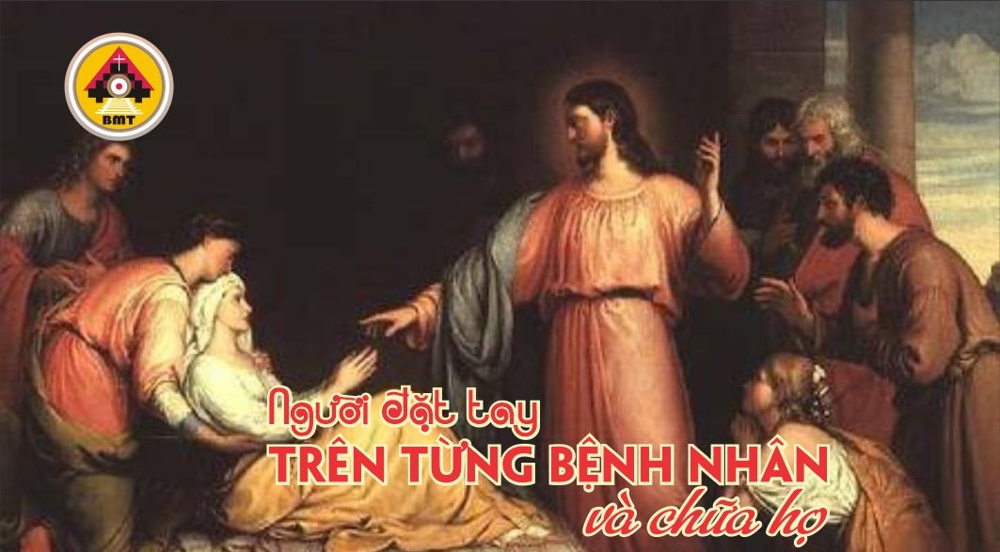 BMT
Người đặt tay
TRÊN TỪNG BỆNH NHÂN
và chữa họ